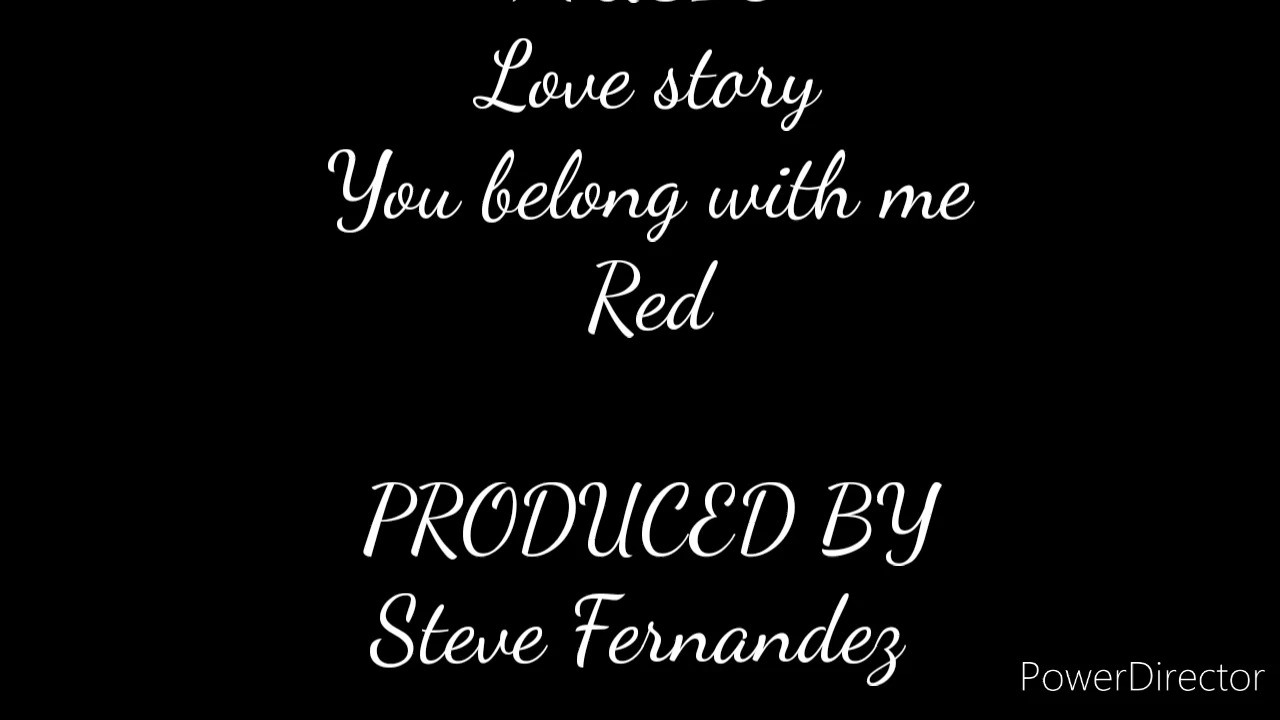 Love story
You belong with me
Red
PRODUCED BY
Steve Fernandez
PowerDirector